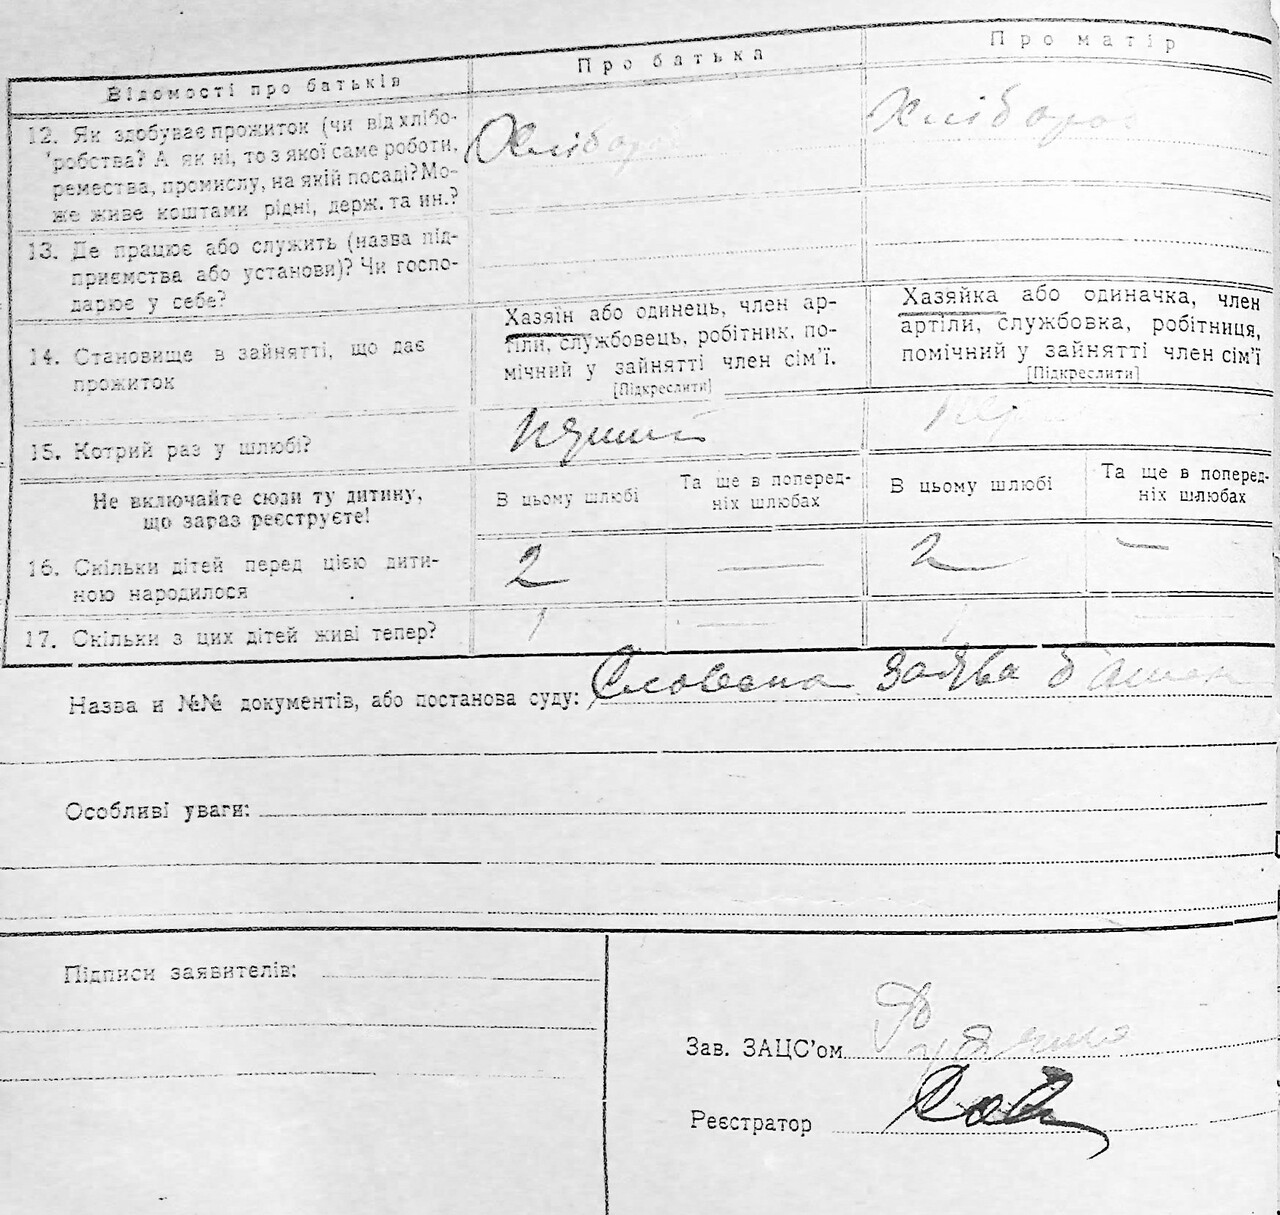 Відомості про батьків
Про батька
Про матір
12. Як здобуває прожиток (чи від хлібо-
робства? А як ні, то з якої саме роботи,
ремества, промислу, на якій посаді? Мо-
же живе коштами рідні, держ. та ин.?
Хлібороб
Хлібороб
13. Де працює або служить (назва під-
приємства або установи)? Чи госпо-
дарює у себе?
14. Становище в зайнятті, що дає
прожиток
Хазяїн або одинець, член ар-
тіли, службовець, робітник, по-
мічний у зайнятті член сім'ї.
[Підкреслити]
Хазяйка або одиначка, член
артіли, службовка, робітниця,
помічний у зайнятті член сім'ї
[Підкреслити]
15. Котрий раз у шлюбі?
Перший
Не включайте сюди ту дитину,
що зараз реєструєте!
В цьому шлюбі
Та ще в поперед-
ніх шлюбах
В цьому шлюбі
Та ще в поперед-
ніх шлюбах
16. Скільки дітей перед цією дити-
ною народилося
2 — 2 —
17. Скільки з цих дітей живі тепер?
1 — 1
Назва и №№ документів, або постанова суду: Словесна заява
Особливі уваги:
Підписи заявителів:
Зав. ЗАЦС'ом
Реєстратор